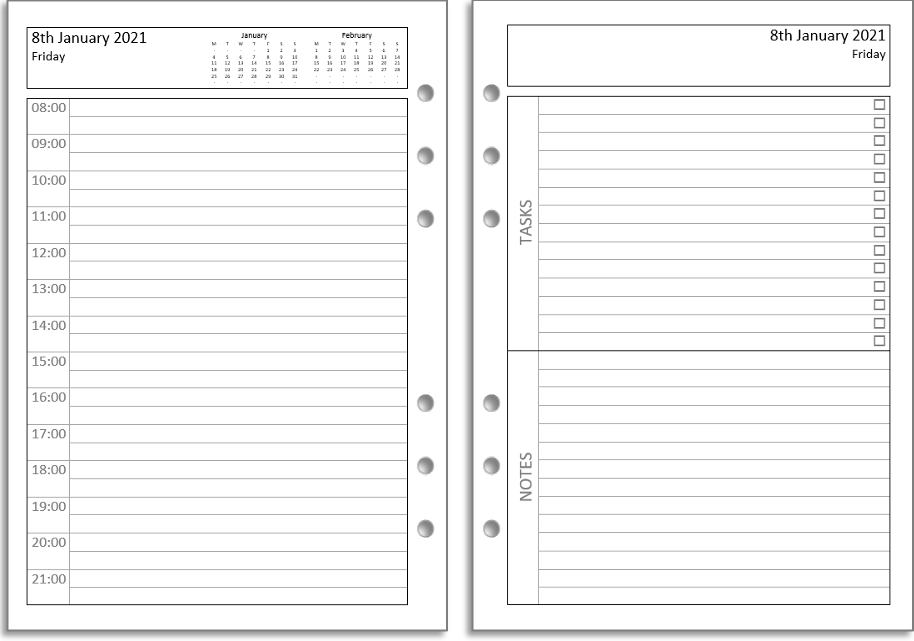 8th January 2021
Friday
January
M T W T F S S
1 2 3
4 5 6 7 8 9 10
11 12 13 14 15 16 17
18 19 20 21 22 23 24
25 26 27 28 29 30 31
February
M T W T F S S
1 2 3 4 5 6 7
8 9 10 11 12 13 14
15 16 17 18 19 20 21
22 23 24 25 26 27 28
08:00
09:00
10:00
11:00
12:00
13:00
14:00
15:00
16:00
17:00
18:00
19:00
20:00
21:00
8th January 2021
Friday
TASKS
NOTES